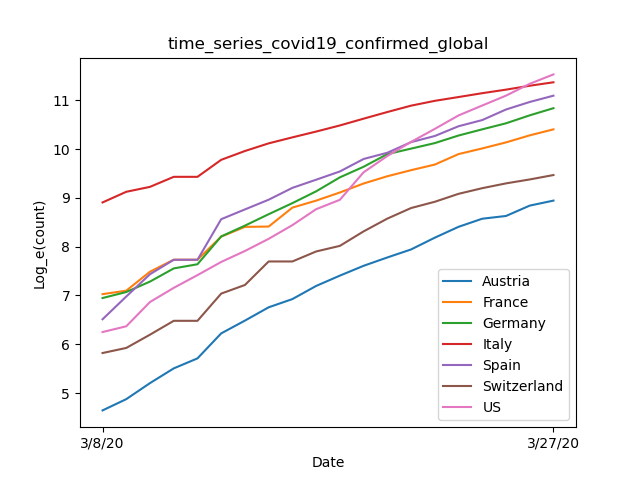 time_series_covid19_confirmed_global
Log_e(count)
11
10
9
8
7
6
5
Austria
France
Germany
Italy
Spain
Switzerland
US
3/8/20
3/27/20
Date